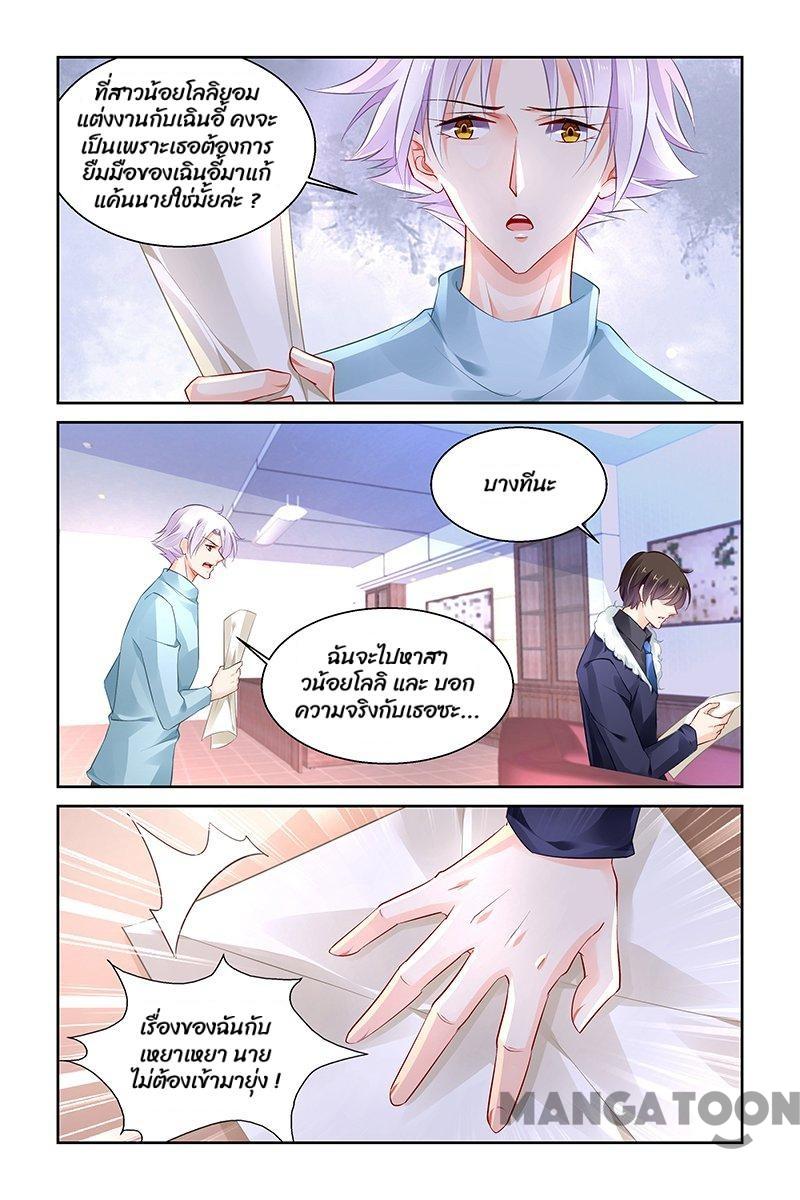 ที่สาวน้อยโลลิยอม
แต่งงานกับเฉินอี้ คงจะ
เป็นเพราะเธอต้องการ
ยืมมือของเฉินอี้มาแก้
แค้นนายใช่มั้ยล่ะ ?
บางทีนะ
ฉันจะไปหาสา
วน้อยโลลิ และ บอก
ความจริงกับเธอซะ...
เรื่องของฉันกับ
เหยาเหยา นาย
ไม่ต้องเข้ามายุ่ง !
MANGATOON